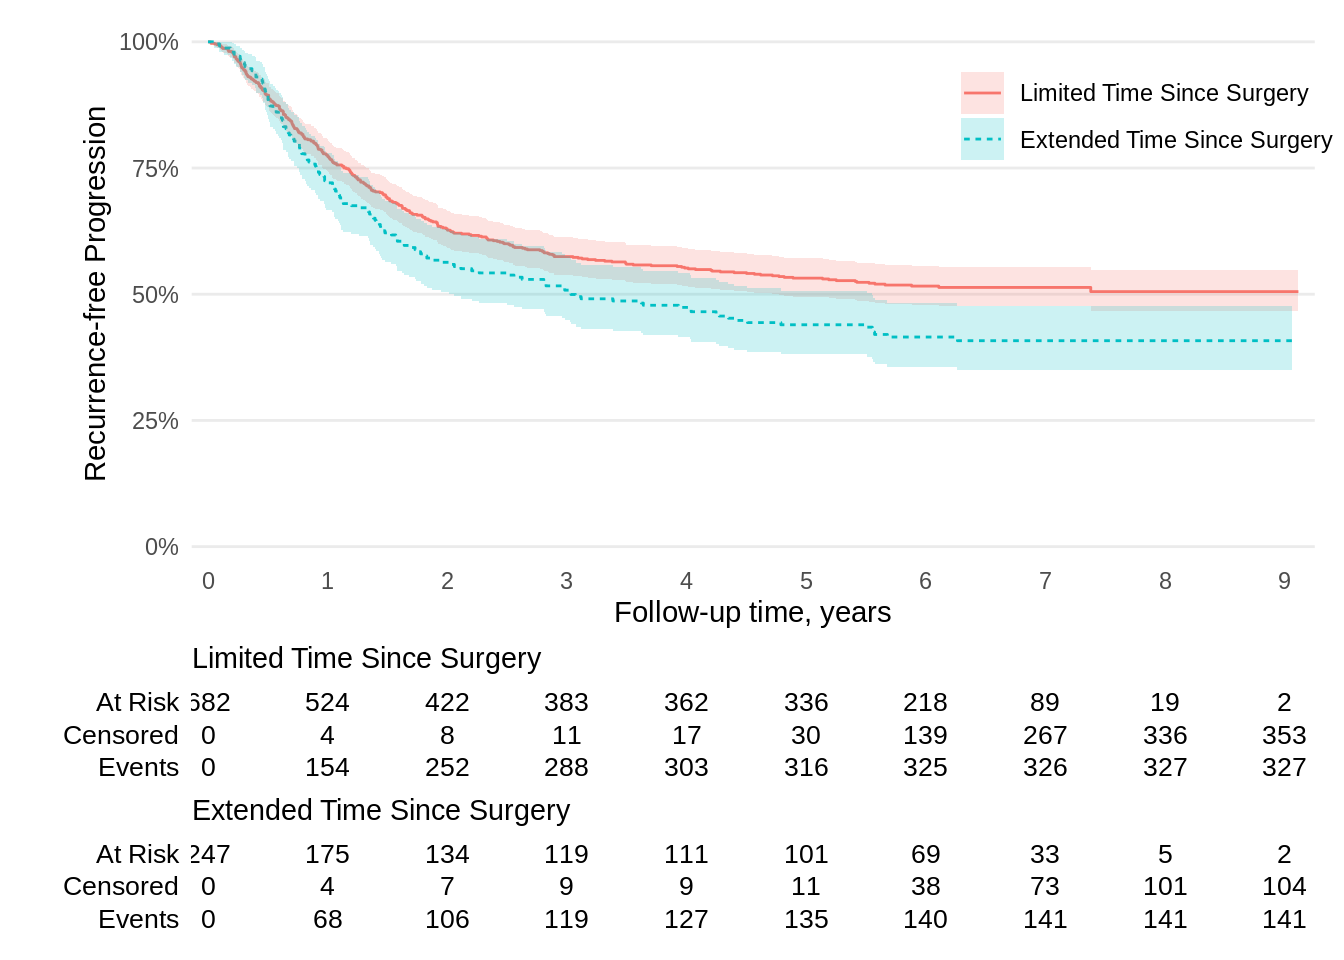 100%
75%
50%
25%
0%
Recurrence-free Progression
Limited Time Since Surgery
Extended Time Since Surgery
0 1 2 3 4 5 6 7 8 9
Follow-up time, years
Limited Time Since Surgery
At Risk 682 524 422 383 362 336 218 89 19 2
Censored 0 4 8 11 17 30 139 267 336 353
Events 0 154 252 288 303 316 325 326 327 327
Extended Time Since Surgery
At Risk 247 175 134 119 111 101 69 33 5 2
Censored 0 4 7 9 9 11 38 73 101 104
Events 0 68 106 119 127 135 140 141 141 141